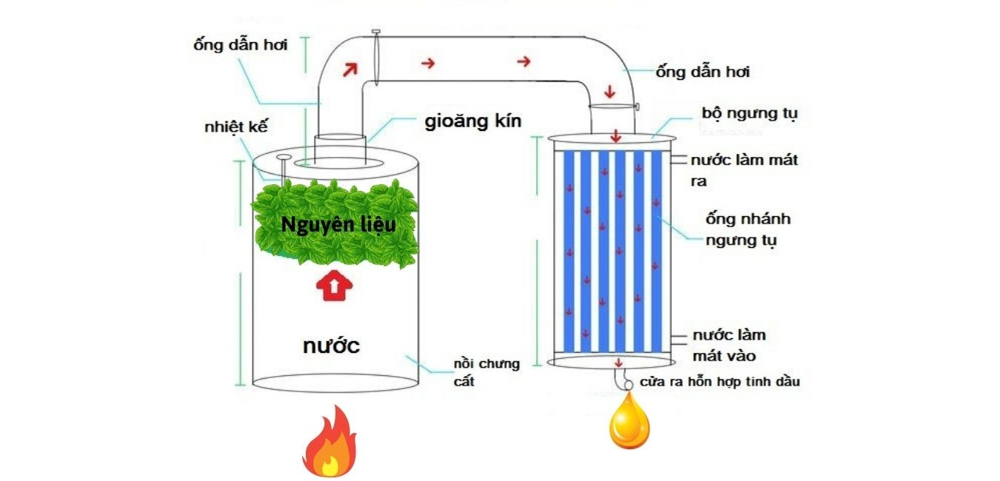 ống dẫn hơi
ống dẫn hơi
nhiệt kế
gioăng kín
bộ ngưng tụ
nước làm mát
ra
Nguyên liệu
ống nhánh
ngưng tụ
nước
nước làm
mát vào
nồi chưng
cất
cửa ra hỗn hợp tinh dầu